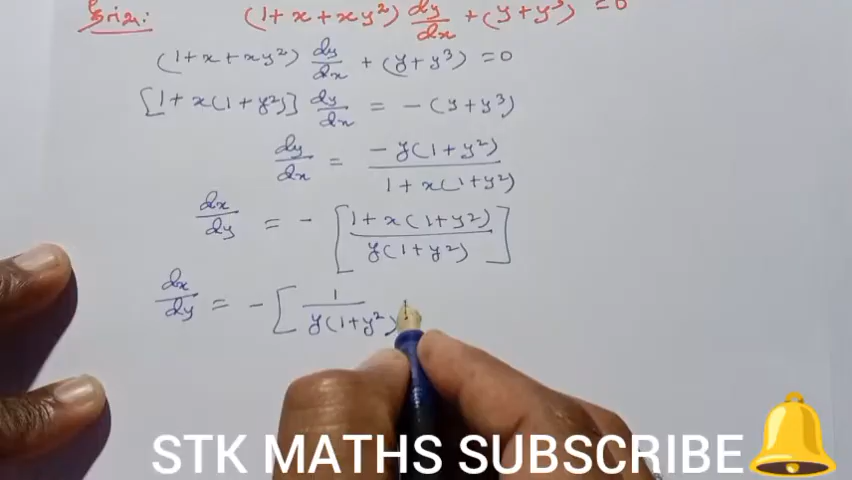 (1+x+xy²) dy/dx + (y+y³) = 0
(1+x+xy²) dy/dx + (y+y³) = 0
[1+x(1+y²)] dy/dx = -(y+y³)
dy/dx = -y(1+y²) / 1+x(1+y²)
dx/dy = - [1+x(1+y²) / y(1+y²)]
dx/dy = - [1 / y(1+y²)
STK MATHS SUBSCRIBE